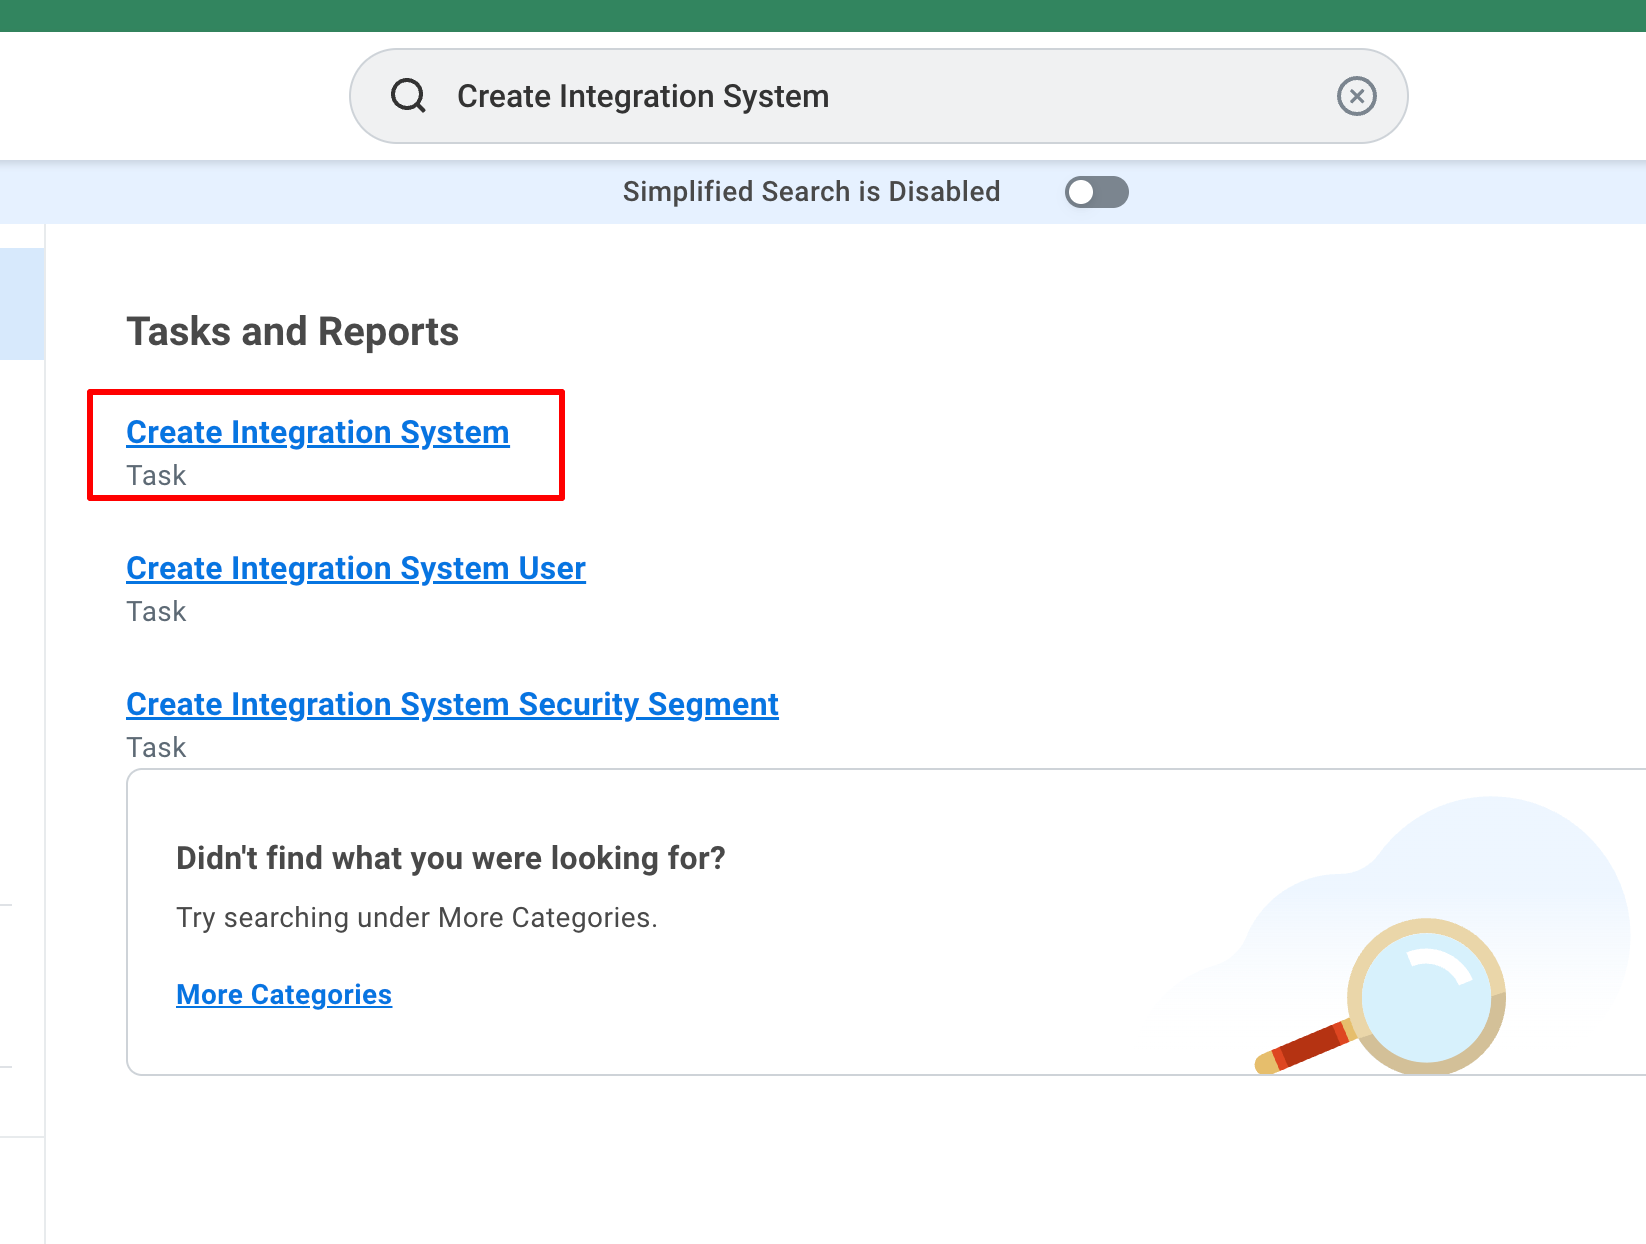 Create Integration System
Simplified Search is Disabled
Tasks and Reports
Create Integration System
Task
Create Integration System User
Task
Create Integration System Security Segment
Task
Didn't find what you were looking for?
Try searching under More Categories.
More Categories